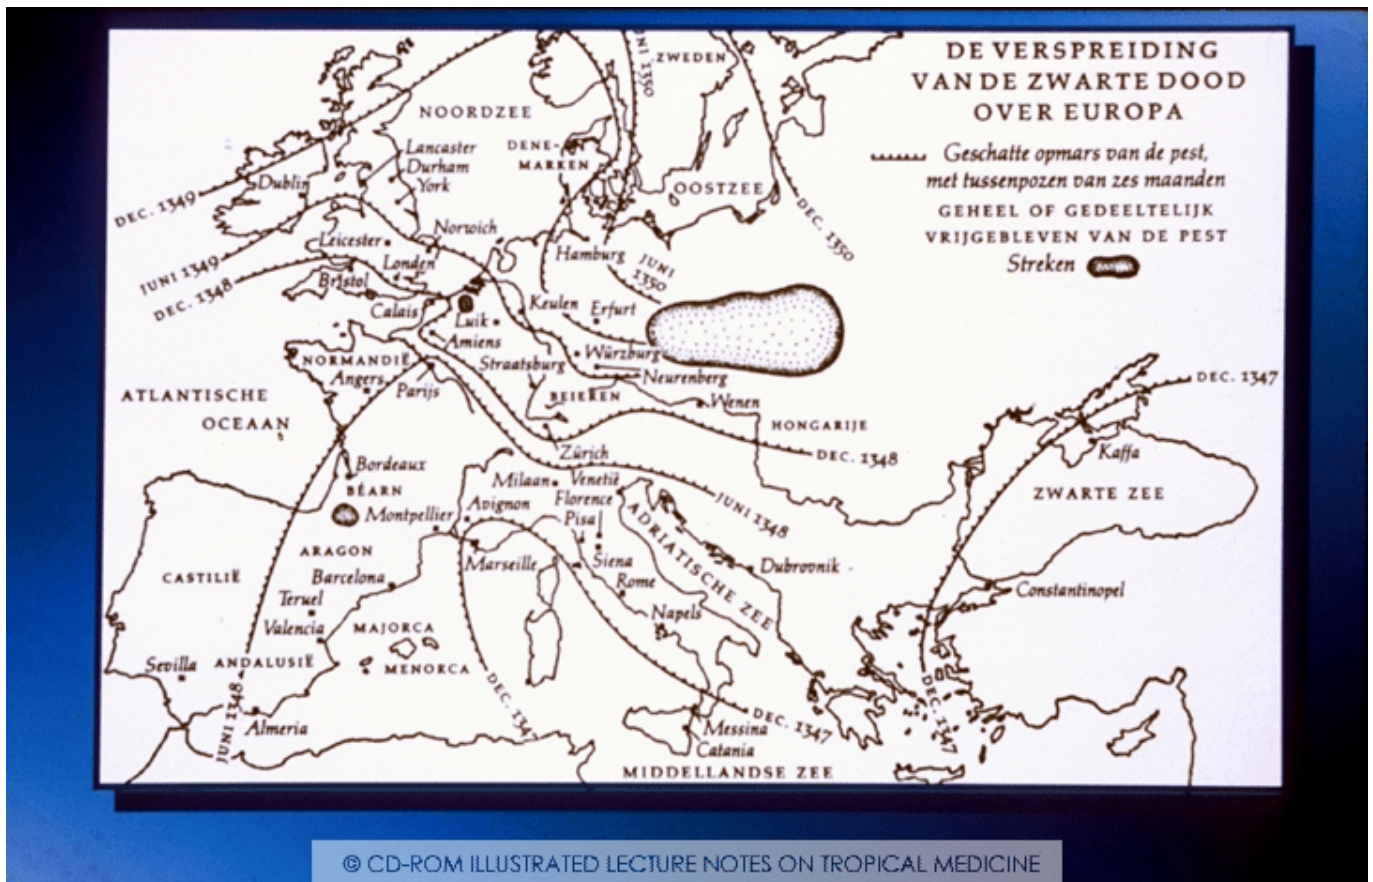 DE VERSPREIDING
VAN DE ZWARTE DOOD
OVER EUROPA
Geschatte opmars van de pest,
met tussenpozen van zes maanden
GEHEEL OF GEDEELTELIJK
VRIJGEBLEVEN VAN DE PEST
Streken
JUNI 1350
ZWEDEN
NOORDZEE
DENE-
MARKEN
Lancaster
Durham
York
Dublin
OOSTZEE
DEC. 1349
DEC. 1350
Norwich
Leicester
Hamburg
JUNI
1350
JUNI 1349
Londen
DEC. 1348
Bristol
Calais
Keulen
Erfurt
Luik
Amiens
Würzburg
NORMANDIË
Straatsburg
Neurenberg
Angers
Parijs
BEIEREN
Wenen
DEC. 1347
ATLANTISCHE
OCEAAN
HONGARIJE
Zürich
DEC. 1348
Kaffa
Bordeaux
Milaan
Venetië
BÉARN
Florence
JUNI 1348
ZWARTE ZEE
Montpellier
Avignon
Pisa
ADRIATISCHE ZEE
ARAGON
Marseille
Siena
Dubrovnik
CASTILIË
Barcelona
Rome
Constantinopel
Teruel
Napels
Valencia
MAJORCA
Sevilla
ANDALUSIË
MENORCA
JUNI 1348
DEC. 1347
DEC. 1347
DEC. 1347
Almeria
Messina
Catania
MIDDELLANDSE ZEE
© CD-ROM ILLUSTRATED LECTURE NOTES ON TROPICAL MEDICINE